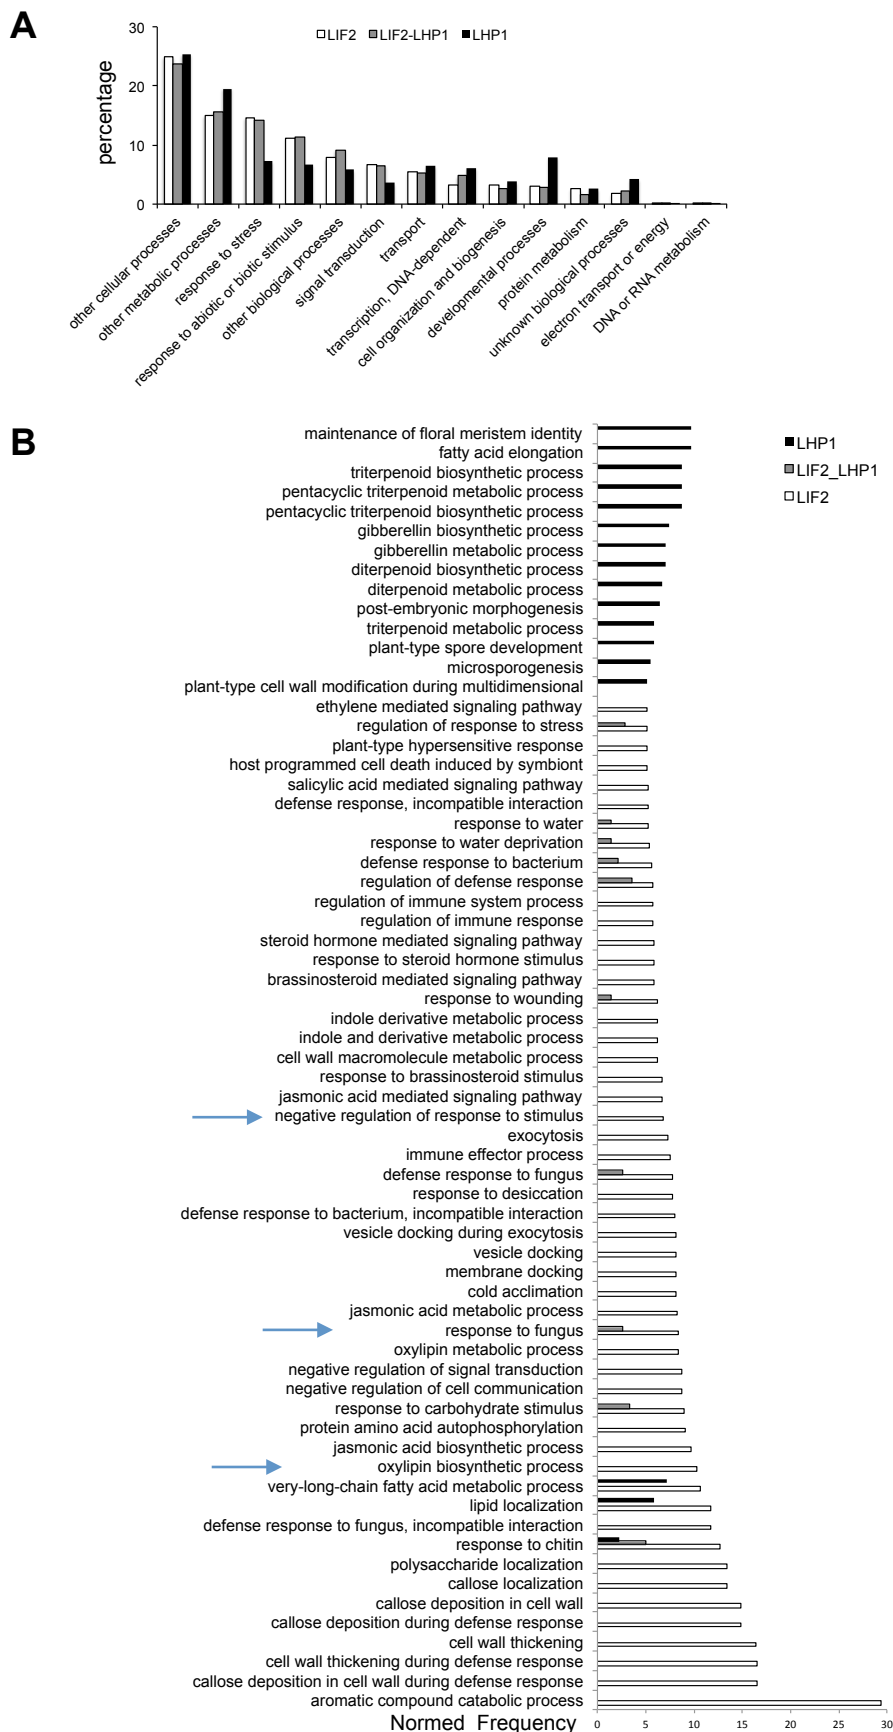 A
30
20
10
0
percentage
LIF2
LIF2-LHP1
LHP1
other cellular processes
other metabolic processes
response to stress
response to abiotic or biotic stimulus
other biological processes
signal transduction
transport
transcription, DNA-dependent
cell organization and biogenesis
developmental processes
protein metabolism
unknown biological processes
electron transport or energy
DNA or RNA metabolism
B
LHP1
LIF2_LHP1
LIF2
maintenance of floral meristem identity
fatty acid elongation
triterpenoid biosynthetic process
pentacyclic triterpenoid metabolic process
pentacyclic triterpenoid biosynthetic process
gibberellin biosynthetic process
gibberellin metabolic process
diterpenoid biosynthetic process
diterpenoid metabolic process
post-embryonic morphogenesis
triterpenoid metabolic process
plant-type spore development
microsporogenesis
plant-type cell wall modification during multidimensional
ethylene mediated signaling pathway
regulation of response to stress
plant-type hypersensitive response
host programmed cell death induced by symbiont
salicylic acid mediated signaling pathway
defense response, incompatible interaction
response to water
response to water deprivation
defense response to bacterium
regulation of defense response
regulation of immune system process
regulation of immune response
steroid hormone mediated signaling pathway
response to steroid hormone stimulus
brassinosteroid mediated signaling pathway
response to wounding
indole derivative metabolic process
indole and derivative metabolic process
cell wall macromolecule metabolic process
response to brassinosteroid stimulus
jasmonic acid mediated signaling pathway
negative regulation of response to stimulus
exocytosis
immune effector process
defense response to fungus
response to desiccation
defense response to bacterium, incompatible interaction
vesicle docking during exocytosis
vesicle docking
membrane docking
cold acclimation
jasmonic acid metabolic process
response to fungus
oxylipin metabolic process
negative regulation of signal transduction
negative regulation of cell communication
response to carbohydrate stimulus
protein amino acid autophosphorylation
jasmonic acid biosynthetic process
oxylipin biosynthetic process
very-long-chain fatty acid metabolic process
lipid localization
defense response to fungus, incompatible interaction
response to chitin
polysaccharide localization
callose localization
callose deposition in cell wall
callose deposition during defense response
cell wall thickening
cell wall thickening during defense response
callose deposition in cell wall during defense response
aromatic compound catabolic process
Normed Frequency
0 5 10 15 20 25 30